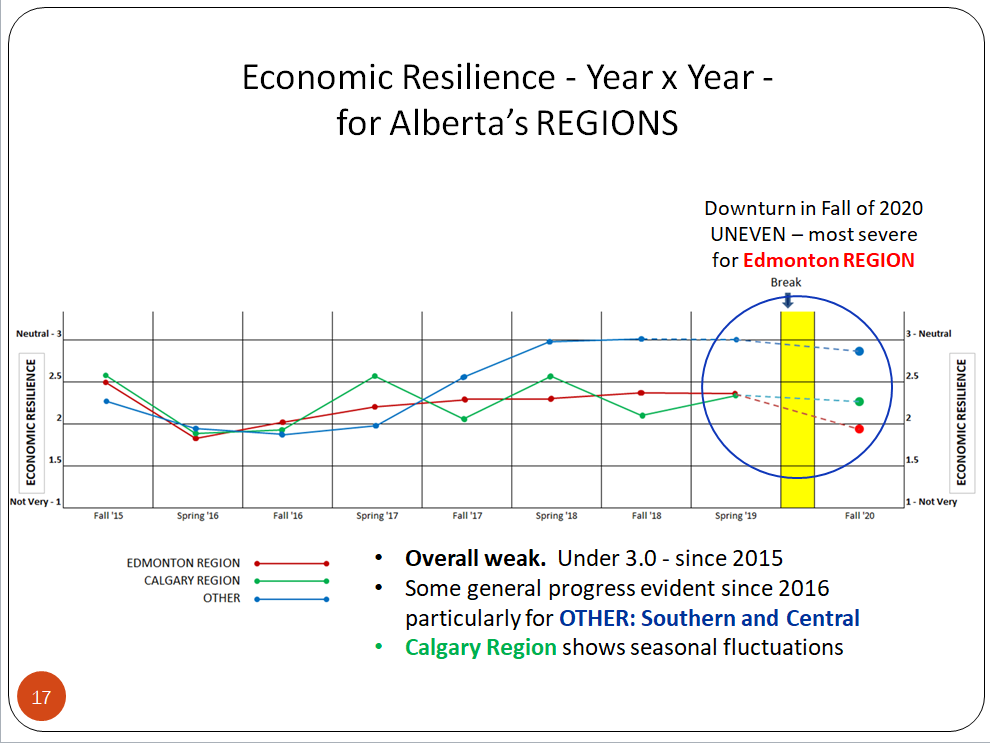 Economic Resilience - Year x Year -
for Alberta's REGIONS
Downturn in Fall of 2020
UNEVEN – most severe
for Edmonton REGION
Break
Neutral - 3
2.5
2
1.5
Not Very - 1
ECONOMIC RESILIENCE
3 - Neutral
2.5
2
1.5
1 - Not Very
ECONOMIC RESILIENCE
Fall '15
Spring '16
Fall '16
Spring '17
Fall '17
Spring '18
Fall '18
Spring '19
Fall '20
EDMONTON REGION
CALGARY REGION
OTHER
• Overall weak. Under 3.0 - since 2015
• Some general progress evident since 2016
particularly for OTHER: Southern and Central
• Calgary Region shows seasonal fluctuations
17